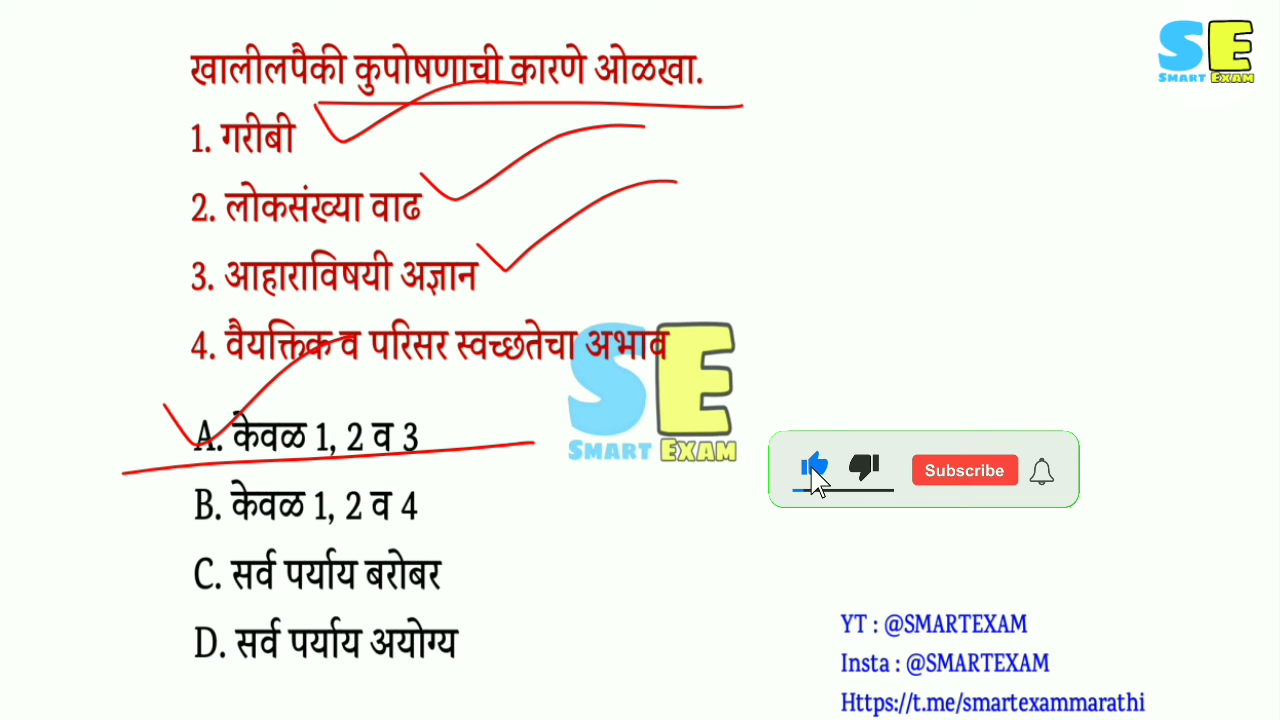 SE
SMART EXAM
खालीलपैकी कुपोषणाची कारणे ओळखा.
1. गरीबी
2. लोकसंख्या वाढ
3. आहाराविषयी अज्ञान
4. वैयक्तिक व परिसर स्वच्छतेचा अभाव
SE
SMART EXAM
A. केवळ 1, 2 व 3
B. केवळ 1, 2 व 4
C. सर्व पर्याय बरोबर
D. सर्व पर्याय अयोग्य
Subscribe
YT : @SMARTEXAM
Insta : @SMARTEXAM
Https://t.me/smartexammarathi